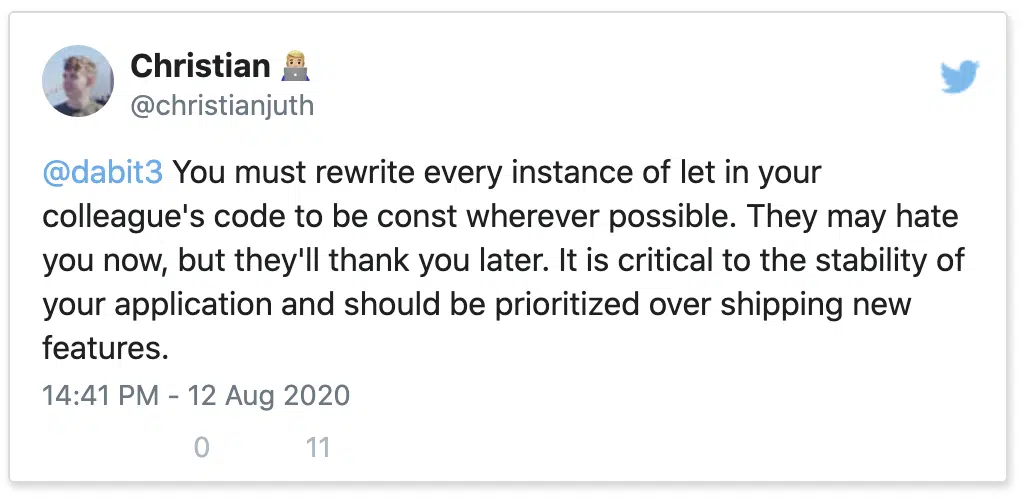 Christian 👨🏼‍💻
@christianjuth
@dabit3 You must rewrite every instance of let in your
colleague's code to be const wherever possible. They may hate
you now, but they'll thank you later. It is critical to the stability of
your application and should be prioritized over shipping new
features.
14:41 PM - 12 Aug 2020
0 11